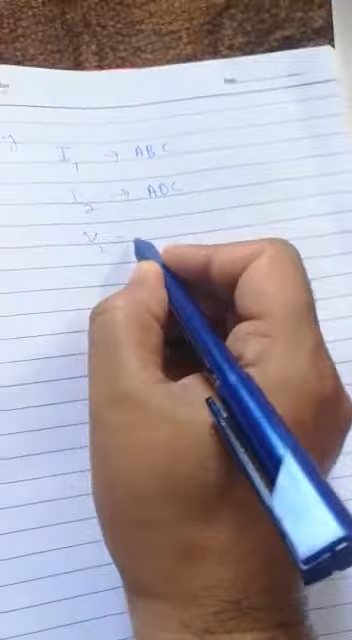 I₁ → ABC
I₂ → ADC
V₁ =